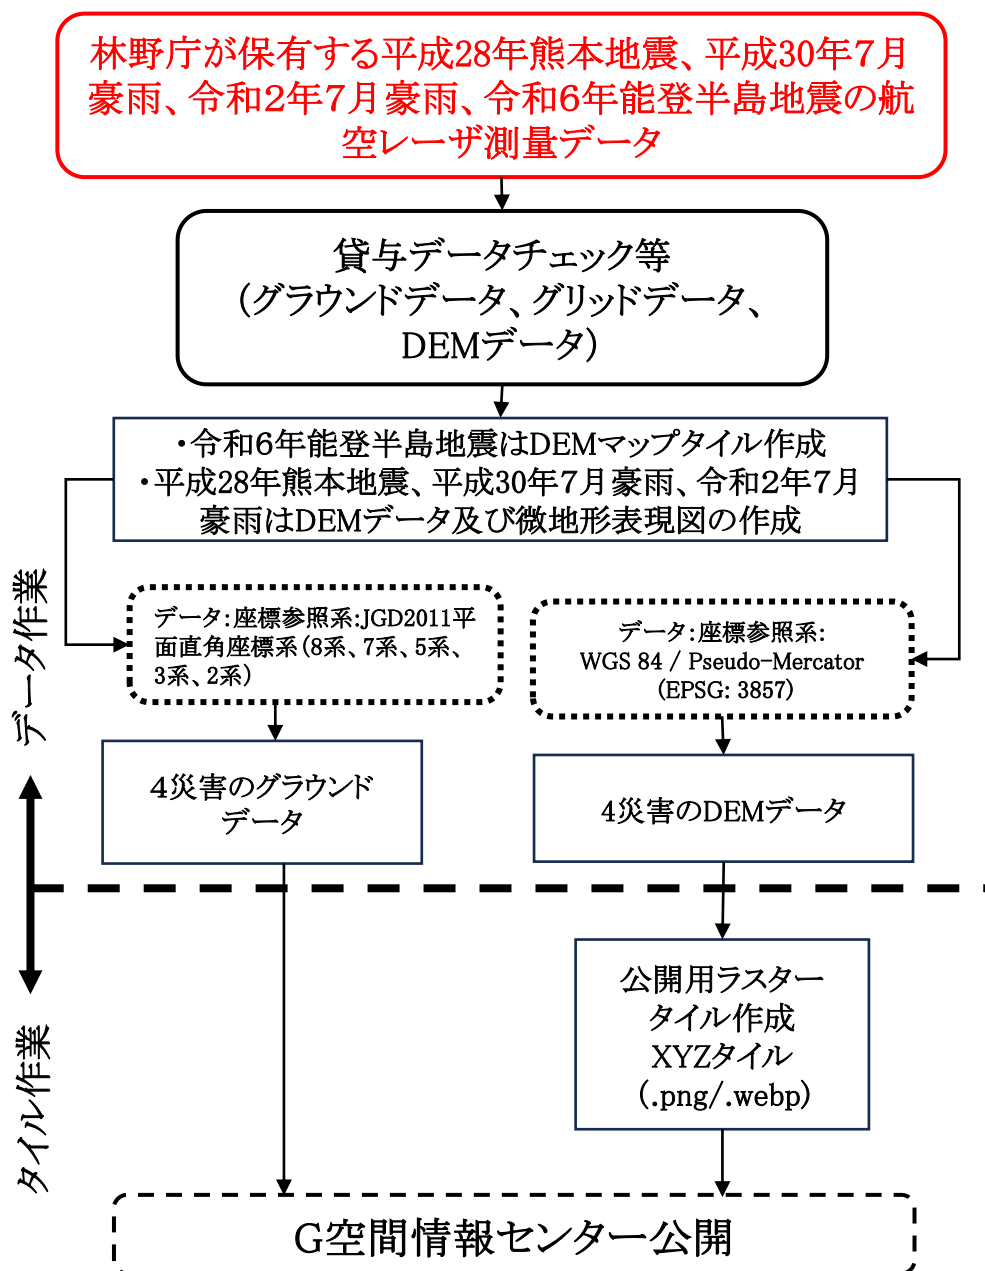 林野庁が保有する平成28年熊本地震、平成30年7月
豪雨、令和2年7月豪雨、令和6年能登半島地震の航
空レーザ測量データ
貸与データチェック等
（グラウンドデータ、グリッドデータ、
DEMデータ）
・令和6年能登半島地震はDEMマップタイル作成
・平成28年熊本地震、平成30年7月豪雨、令和2年7月
豪雨はDEMデータ及び微地形表現図の作成
データ作業
データ：座標参照系：JGD2011平
面直角座標系（8系、7系、5系、
3系、2系）
データ：座標参照系：
WGS 84 / Pseudo-Mercator
(EPSG: 3857)
4災害のグラウンド
データ
4災害のDEMデータ
タイル作業
公開用ラスター
タイル作成
XYZタイル
（.png/.webp）
G空間情報センター公開